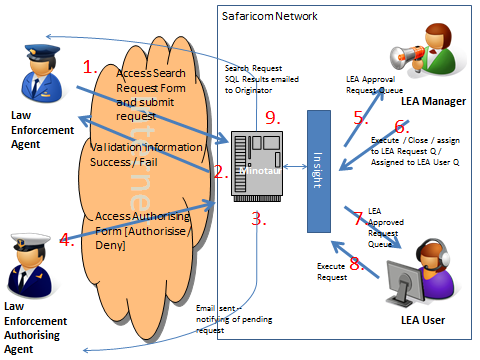 Safaricom Network
1.
Access Search
Request Form
and submit
request
Law
Enforcement
Agent
Search Request
SQL Results emailed
to Originator
LEA Approval
Request Queue
LEA Manager
9.
5.
6.
Validation Information
Success / Fail
2.
Minotaur
Insight
Execute / Close / assign
to LEA Request Q /
Assigned to LEA User Q
3.
7.
LEA
Approved
Request
Queue
4.
Access Authorising
Form [Authorisise /
Deny]
8.
Execute
Request
Law
Enforcement
Authorising
Agent
Email sent –
notifying of pending
request
LEA User